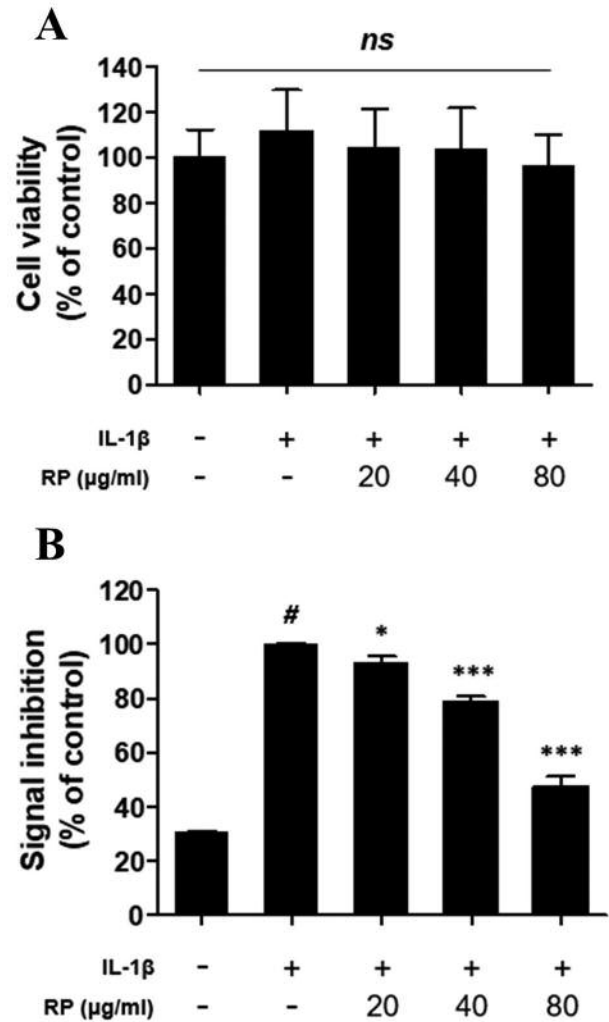 A
ns
Cell viability
(% of control)
140
120
100
80
60
40
20
0
IL-1β - + + + +
RP (μg/ml) - - 20 40 80
B
Signal inhibition
(% of control)
120
100
80
60
40
20
0
#
*
***
***
IL-1β - + + + +
RP (μg/ml) - - 20 40 80